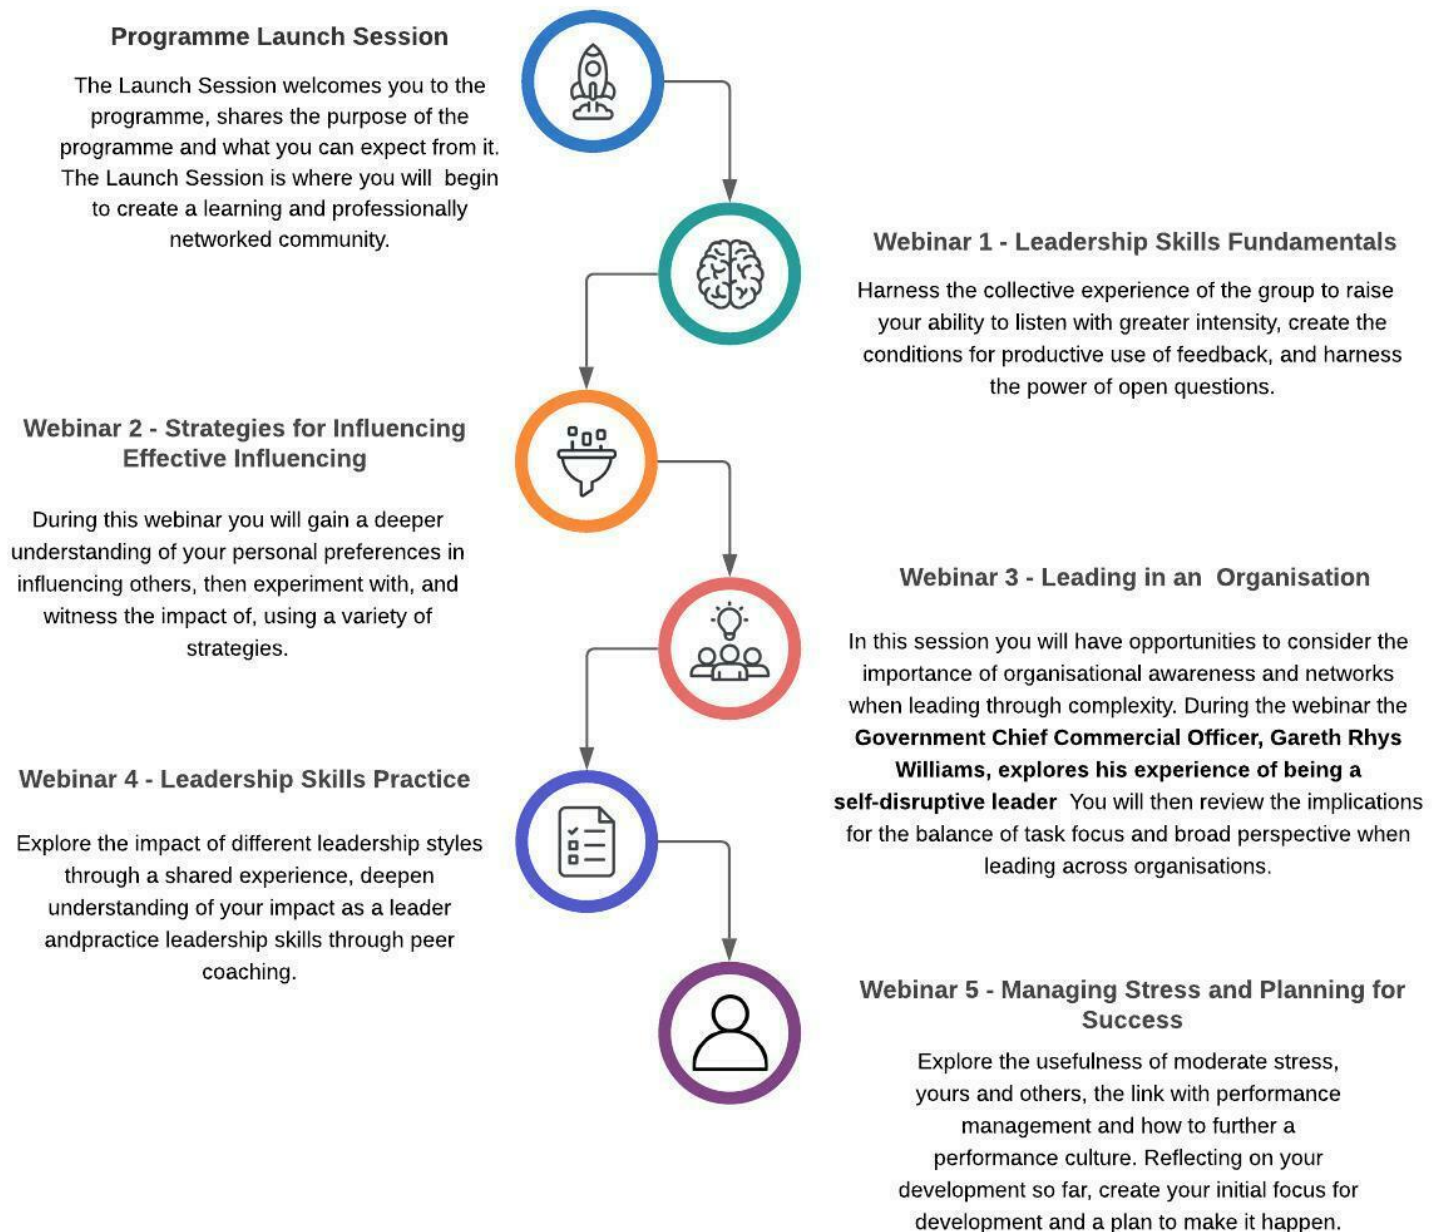 Programme Launch Session
The Launch Session welcomes you to the
programme, shares the purpose of the
programme and what you can expect from it.
The Launch Session is where you will  begin
to create a learning and professionally
networked community.
Webinar 1 - Leadership Skills Fundamentals
Harness the collective experience of the group to raise
your ability to listen with greater intensity, create the
conditions for productive use of feedback, and harness
the power of open questions.
Webinar 2 - Strategies for Influencing
Effective Influencing
During this webinar you will gain a deeper
understanding of your personal preferences in
influencing others, then experiment with, and
witness the impact of, using a variety of
strategies.
Webinar 3 - Leading in an  Organisation
In this session you will have opportunities to consider the
importance of organisational awareness and networks
when leading through complexity. During the webinar the
Government Chief Commercial Officer, Gareth Rhys
Williams, explores his experience of being a
self-disruptive leader  You will then review the implications
for the balance of task focus and broad perspective when
leading across organisations.
Webinar 4 - Leadership Skills Practice
Explore the impact of different leadership styles
through a shared experience, deepen
understanding of your impact as a leader
andpractice leadership skills through peer
coaching.
Webinar 5 - Managing Stress and Planning for
Success
Explore the usefulness of moderate stress,
yours and others, the link with performance
management and how to further a
performance culture. Reflecting on your
development so far, create your initial focus for
development and a plan to make it happen.